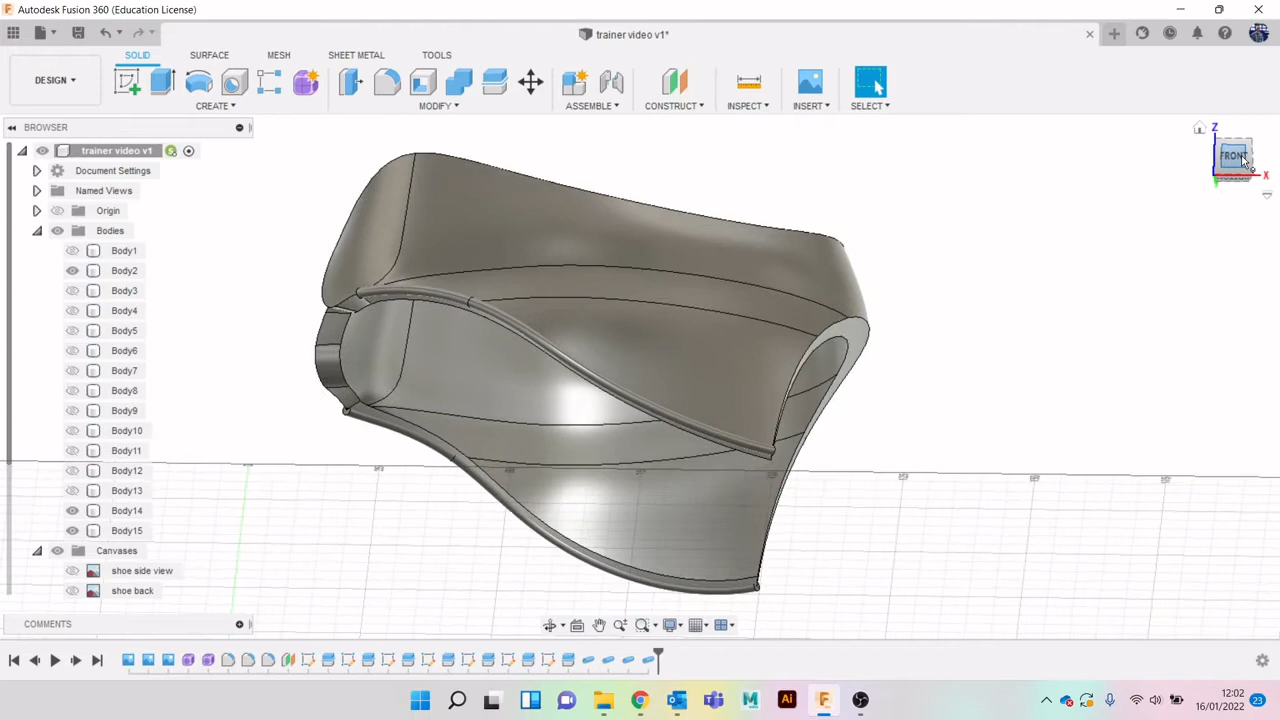 Autodesk Fusion 360 (Education License)
trainer video v1*
SOLID SURFACE MESH SHEET METAL TOOLS
DESIGN
CREATE MODIFY ASSEMBLE CONSTRUCT INSPECT INSERT SELECT
BROWSER
Z
FRONT
X
trainer video v1
S
Document Settings
Named Views
Origin
Bodies
Body1
Body2
Body3
Body4
Body5
Body6
Body7
Body8
Body9
Body10
Body11
Body12
Body13
Body14
Body15
Canvases
shoe side view
shoe back
COMMENTS
12:02
16/01/2022
23